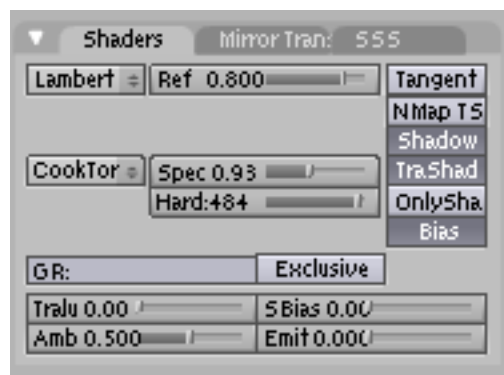 Shaders Mirror Tran: SSS
Lambert Ref 0.800 Tangent
NMap TS
Shadow
CookTor Spec 0.93 TraShad
Hard:484 OnlySha
Bias
GR: Exclusive
Tralu 0.00 SBias 0.00
Amb 0.500 Emit 0.000